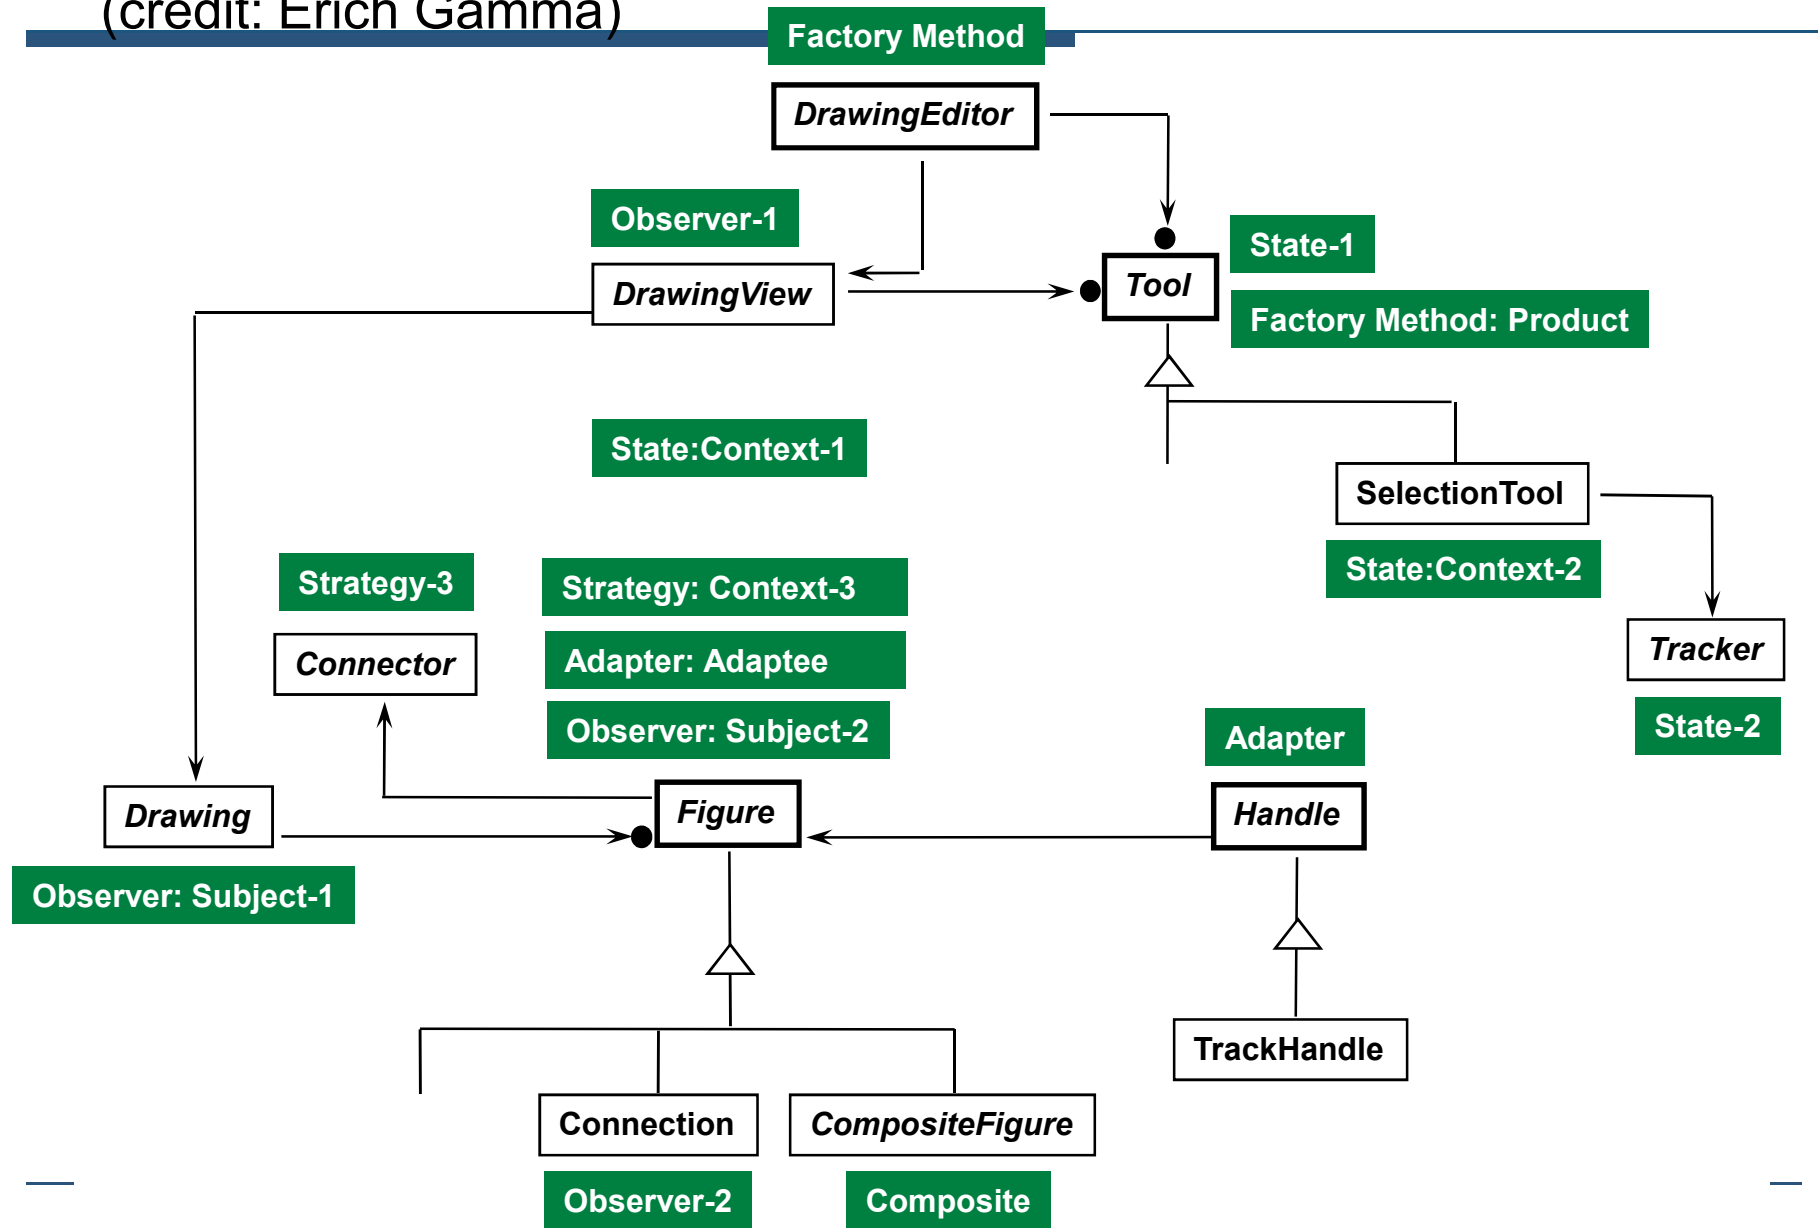 (credit: Erich Gamma)
Factory Method
DrawingEditor
Observer-1
DrawingView
State-1
Tool
Factory Method: Product
State:Context-1
SelectionTool
State:Context-2
Strategy-3
Strategy: Context-3
Connector
Adapter: Adaptee
Tracker
Observer: Subject-2
State-2
Adapter
Drawing
Figure
Handle
Observer: Subject-1
TrackHandle
Connection
CompositeFigure
Observer-2
Composite